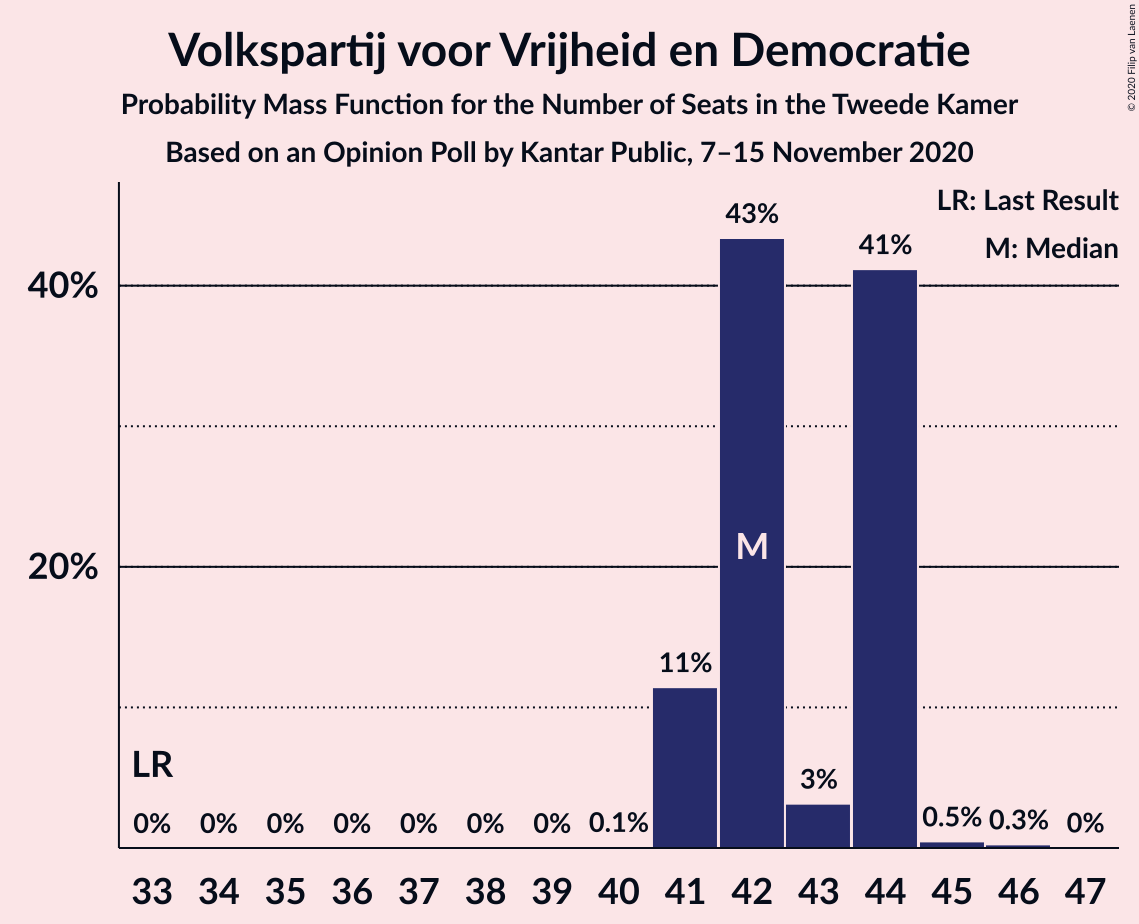 Volkspartij voor Vrijheid en Democratie
Probability Mass Function for the Number of Seats in the Tweede Kamer
Based on an Opinion Poll by Kantar Public, 7–15 November 2020
© 2020 Filip van Laenen
LR: Last Result
M: Median
40%
20%
43%
41%
M
11%
LR
3%
0% 0% 0% 0% 0% 0% 0% 0.1% 0.5% 0.3% 0%
33 34 35 36 37 38 39 40 41 42 43 44 45 46 47